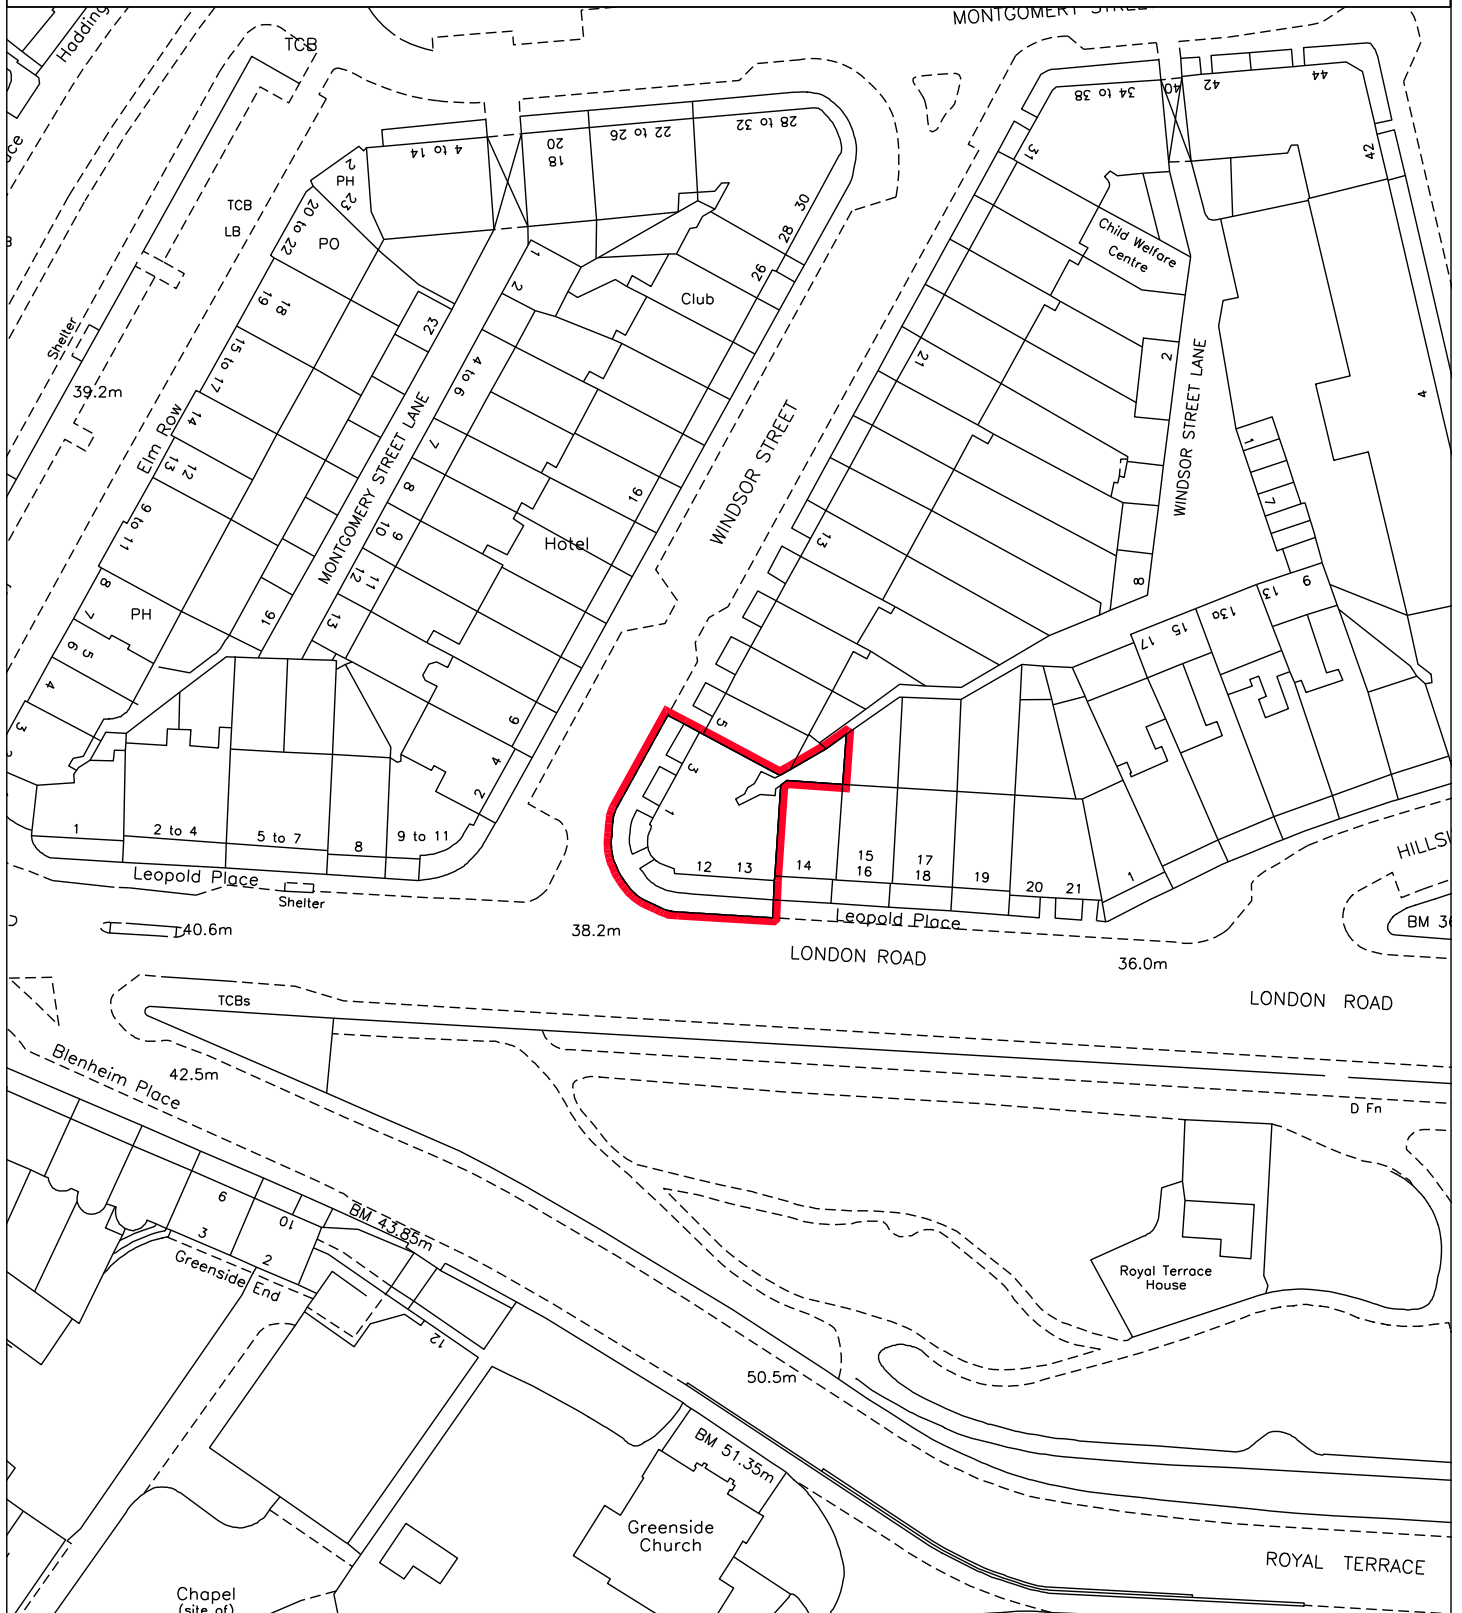 MONTGOMERY
Hadding
TCB
34 to 38
40
42
44
42
31
28 to 32
22 to 26
20
18
4 to 14
2
PH
23
20 to 22
PO
TCB
LB
19
18
15 to 17
14
13
12
9 to 11
8
7
PH
6
5
4
3
Shelter
39.2m
Elm Row
MONTGOMERY STREET LANE
23
16
1
2
4 to 6
7
8
9
10
11
12
13
30
28
26
Club
16
Hotel
6
4
2
WINDSOR STREET
Child Welfare
Centre
21
13
5
3
1
2
8
WINDSOR STREET LANE
1
7
4
17
15
13a
13
9
1
1
2 to 4
5 to 7
8
9 to 11
Leopold Place
Shelter
12
13
14
15
16
17
18
19
20
21
Leopold Place
40.6m
38.2m
LONDON ROAD
36.0m
LONDON ROAD
BM
TCBs
Blenheim Place
42.5m
D Fn
6
3
10
2
Greenside End
BM 43.85m
12
Royal Terrace
House
50.5m
BM 51.35m
Greenside
Church
ROYAL TERRACE
Chapel
(site of)